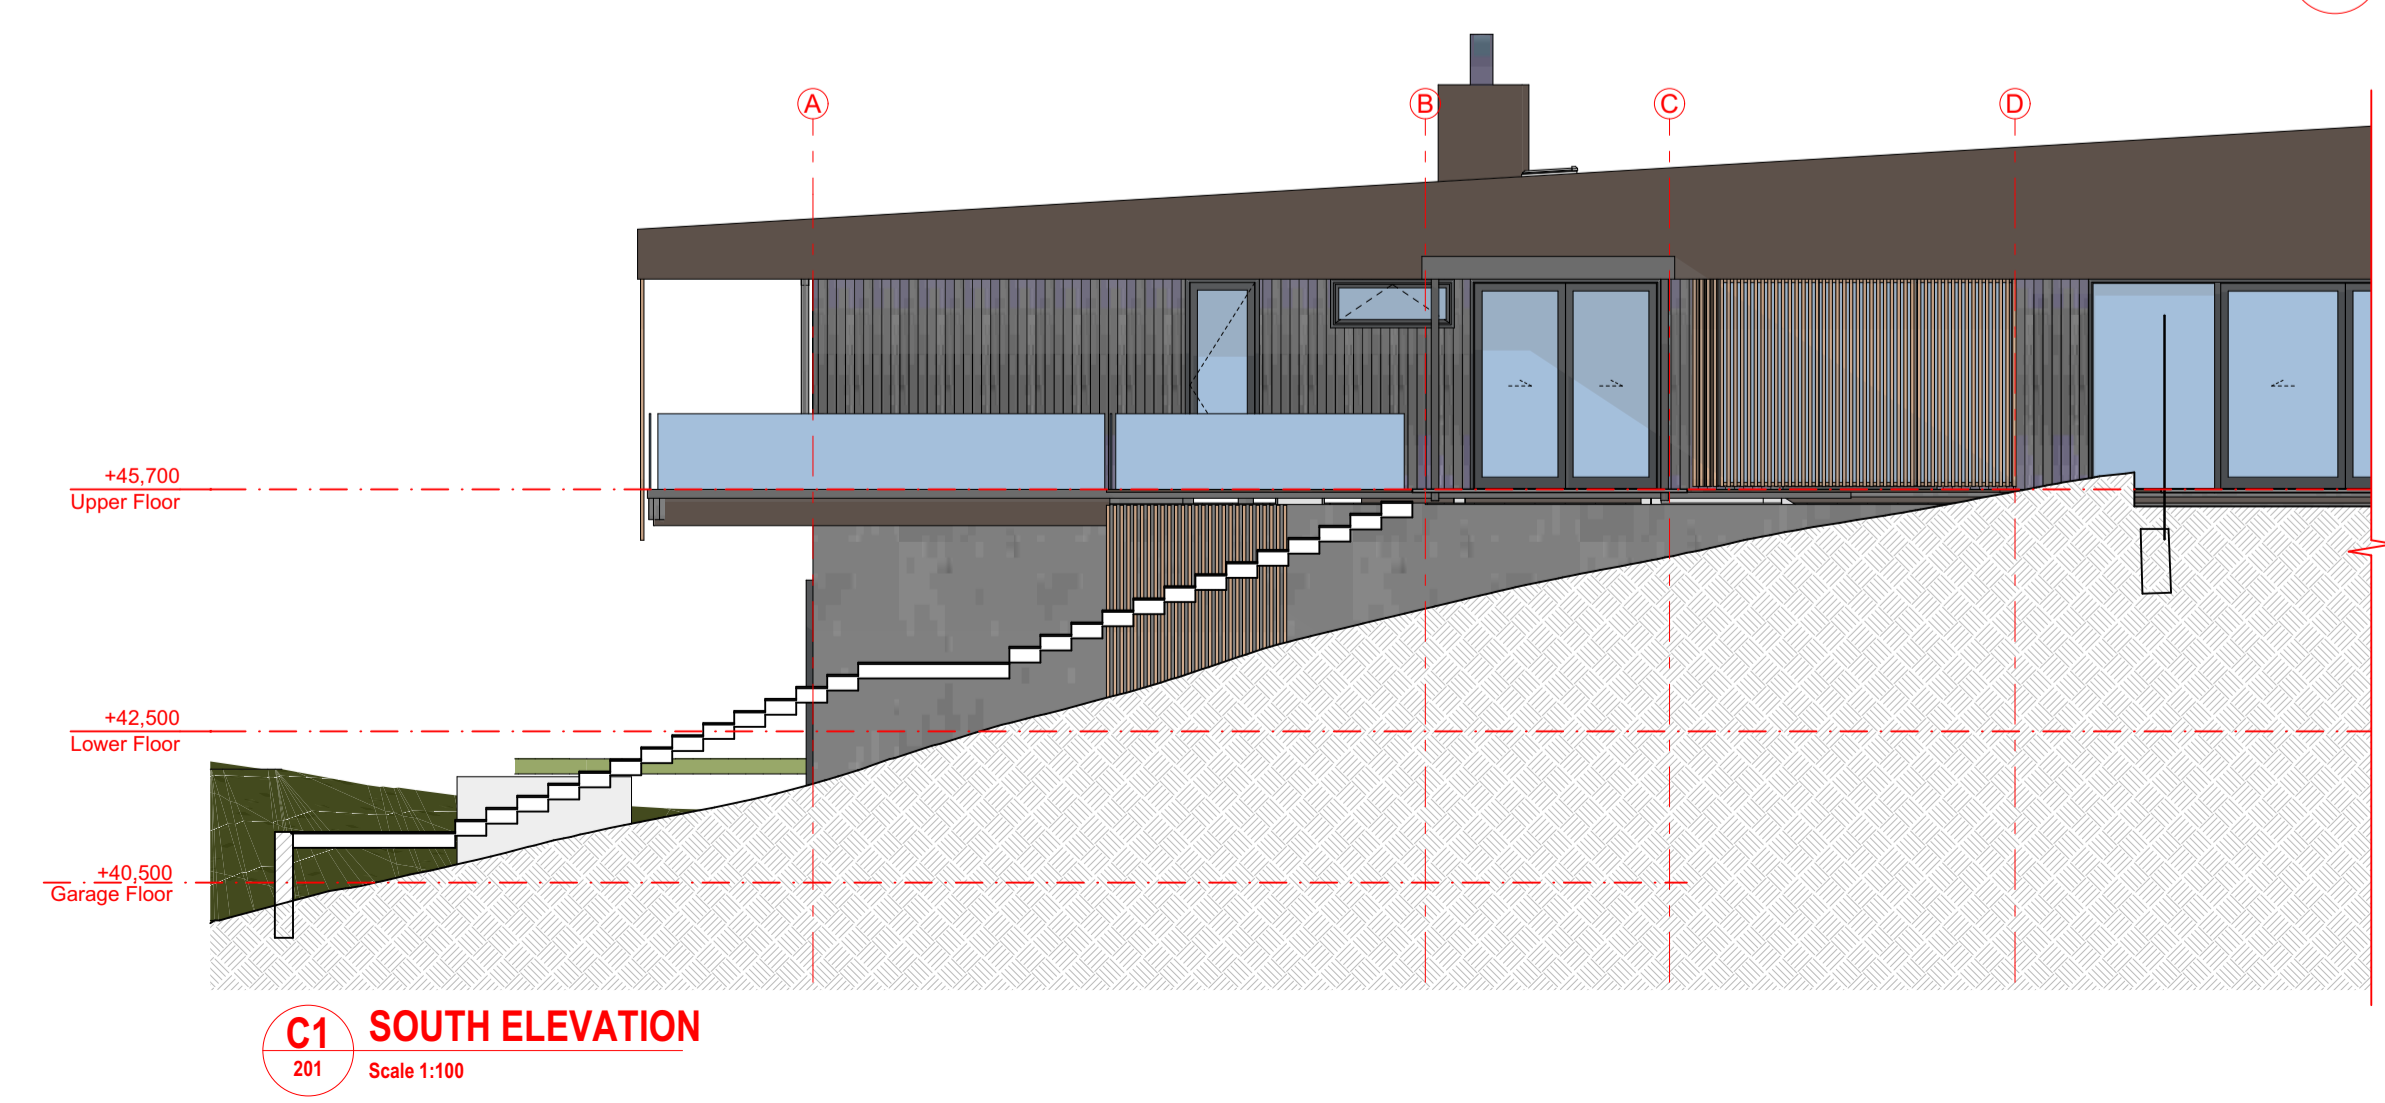 A
B
C
D
+45,700
Upper Floor
+42,500
Lower Floor
+40,500
Garage Floor
C1
201
SOUTH ELEVATION
Scale 1:100